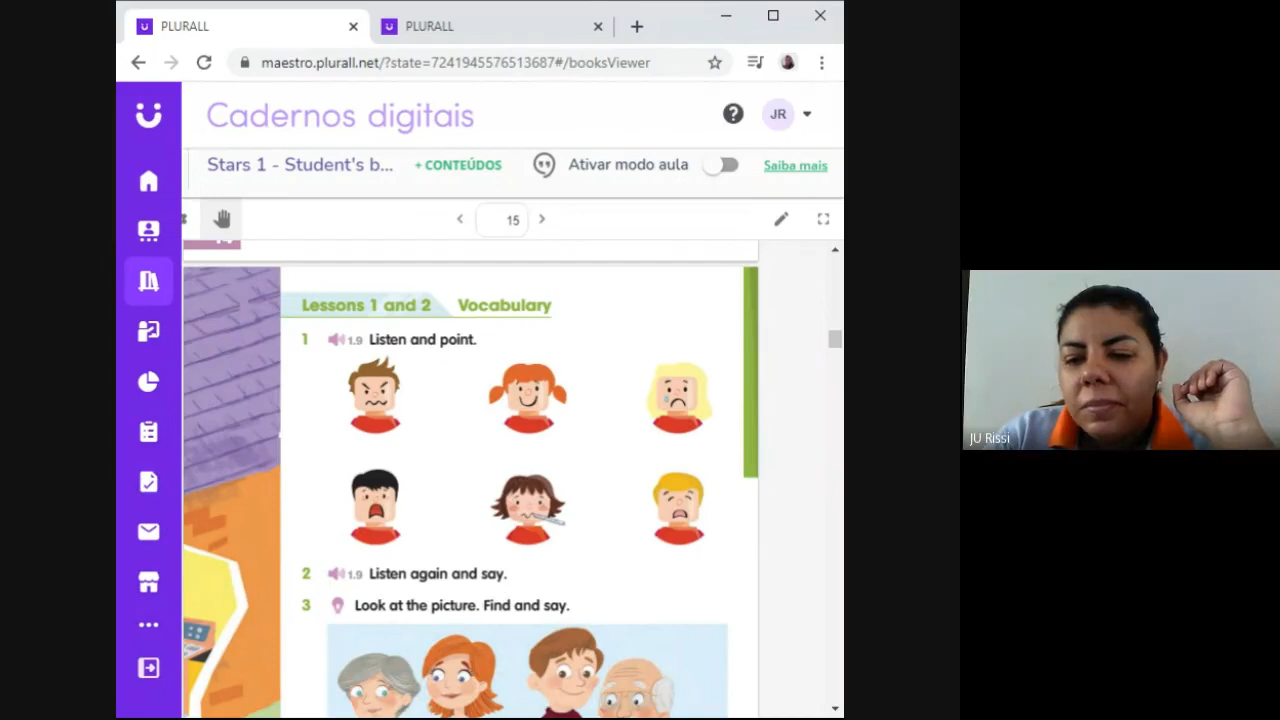 PLURALL
PLURALL
maestro.plurall.net/?state=7241945576513687#/booksViewer
Cadernos digitais
JR
Stars 1 - Student's b...
+ CONTEÚDOS
Ativar modo aula
Saiba mais
15
Lessons 1 and 2 Vocabulary
1 1.9 Listen and point.
2 1.9 Listen again and say.
3 Look at the picture. Find and say.
JU Rissi